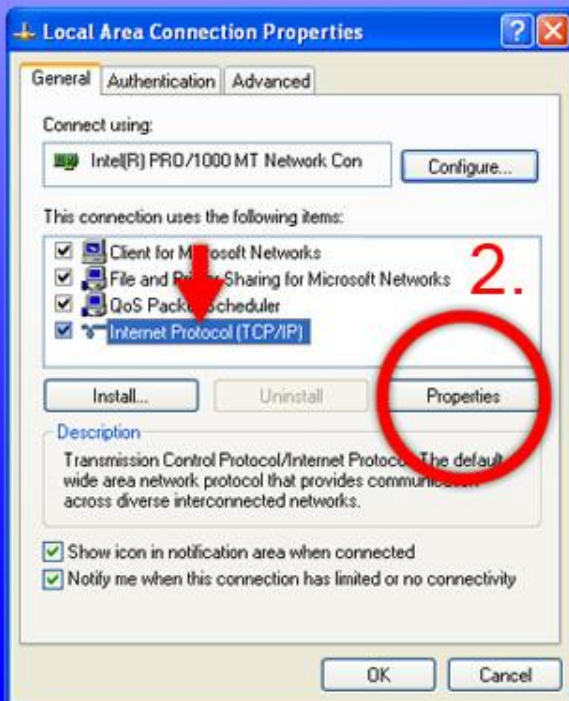 Local Area Connection Properties
General Authentication Advanced
Connect using:
Intel(R) PRO/1000 MT Network Con
Configure...
This connection uses the following items:
Client for Microsoft Networks
File and Printer Sharing for Microsoft Networks
2.
QoS Packet Scheduler
Internet Protocol (TCP/IP)
Install... Uninstall Properties
Description
Transmission Control Protocol/Internet Protocol. The default
wide area network protocol that provides communication
across diverse interconnected networks.
Show icon in notification area when connected
Notify me when this connection has limited or no connectivity
OK Cancel